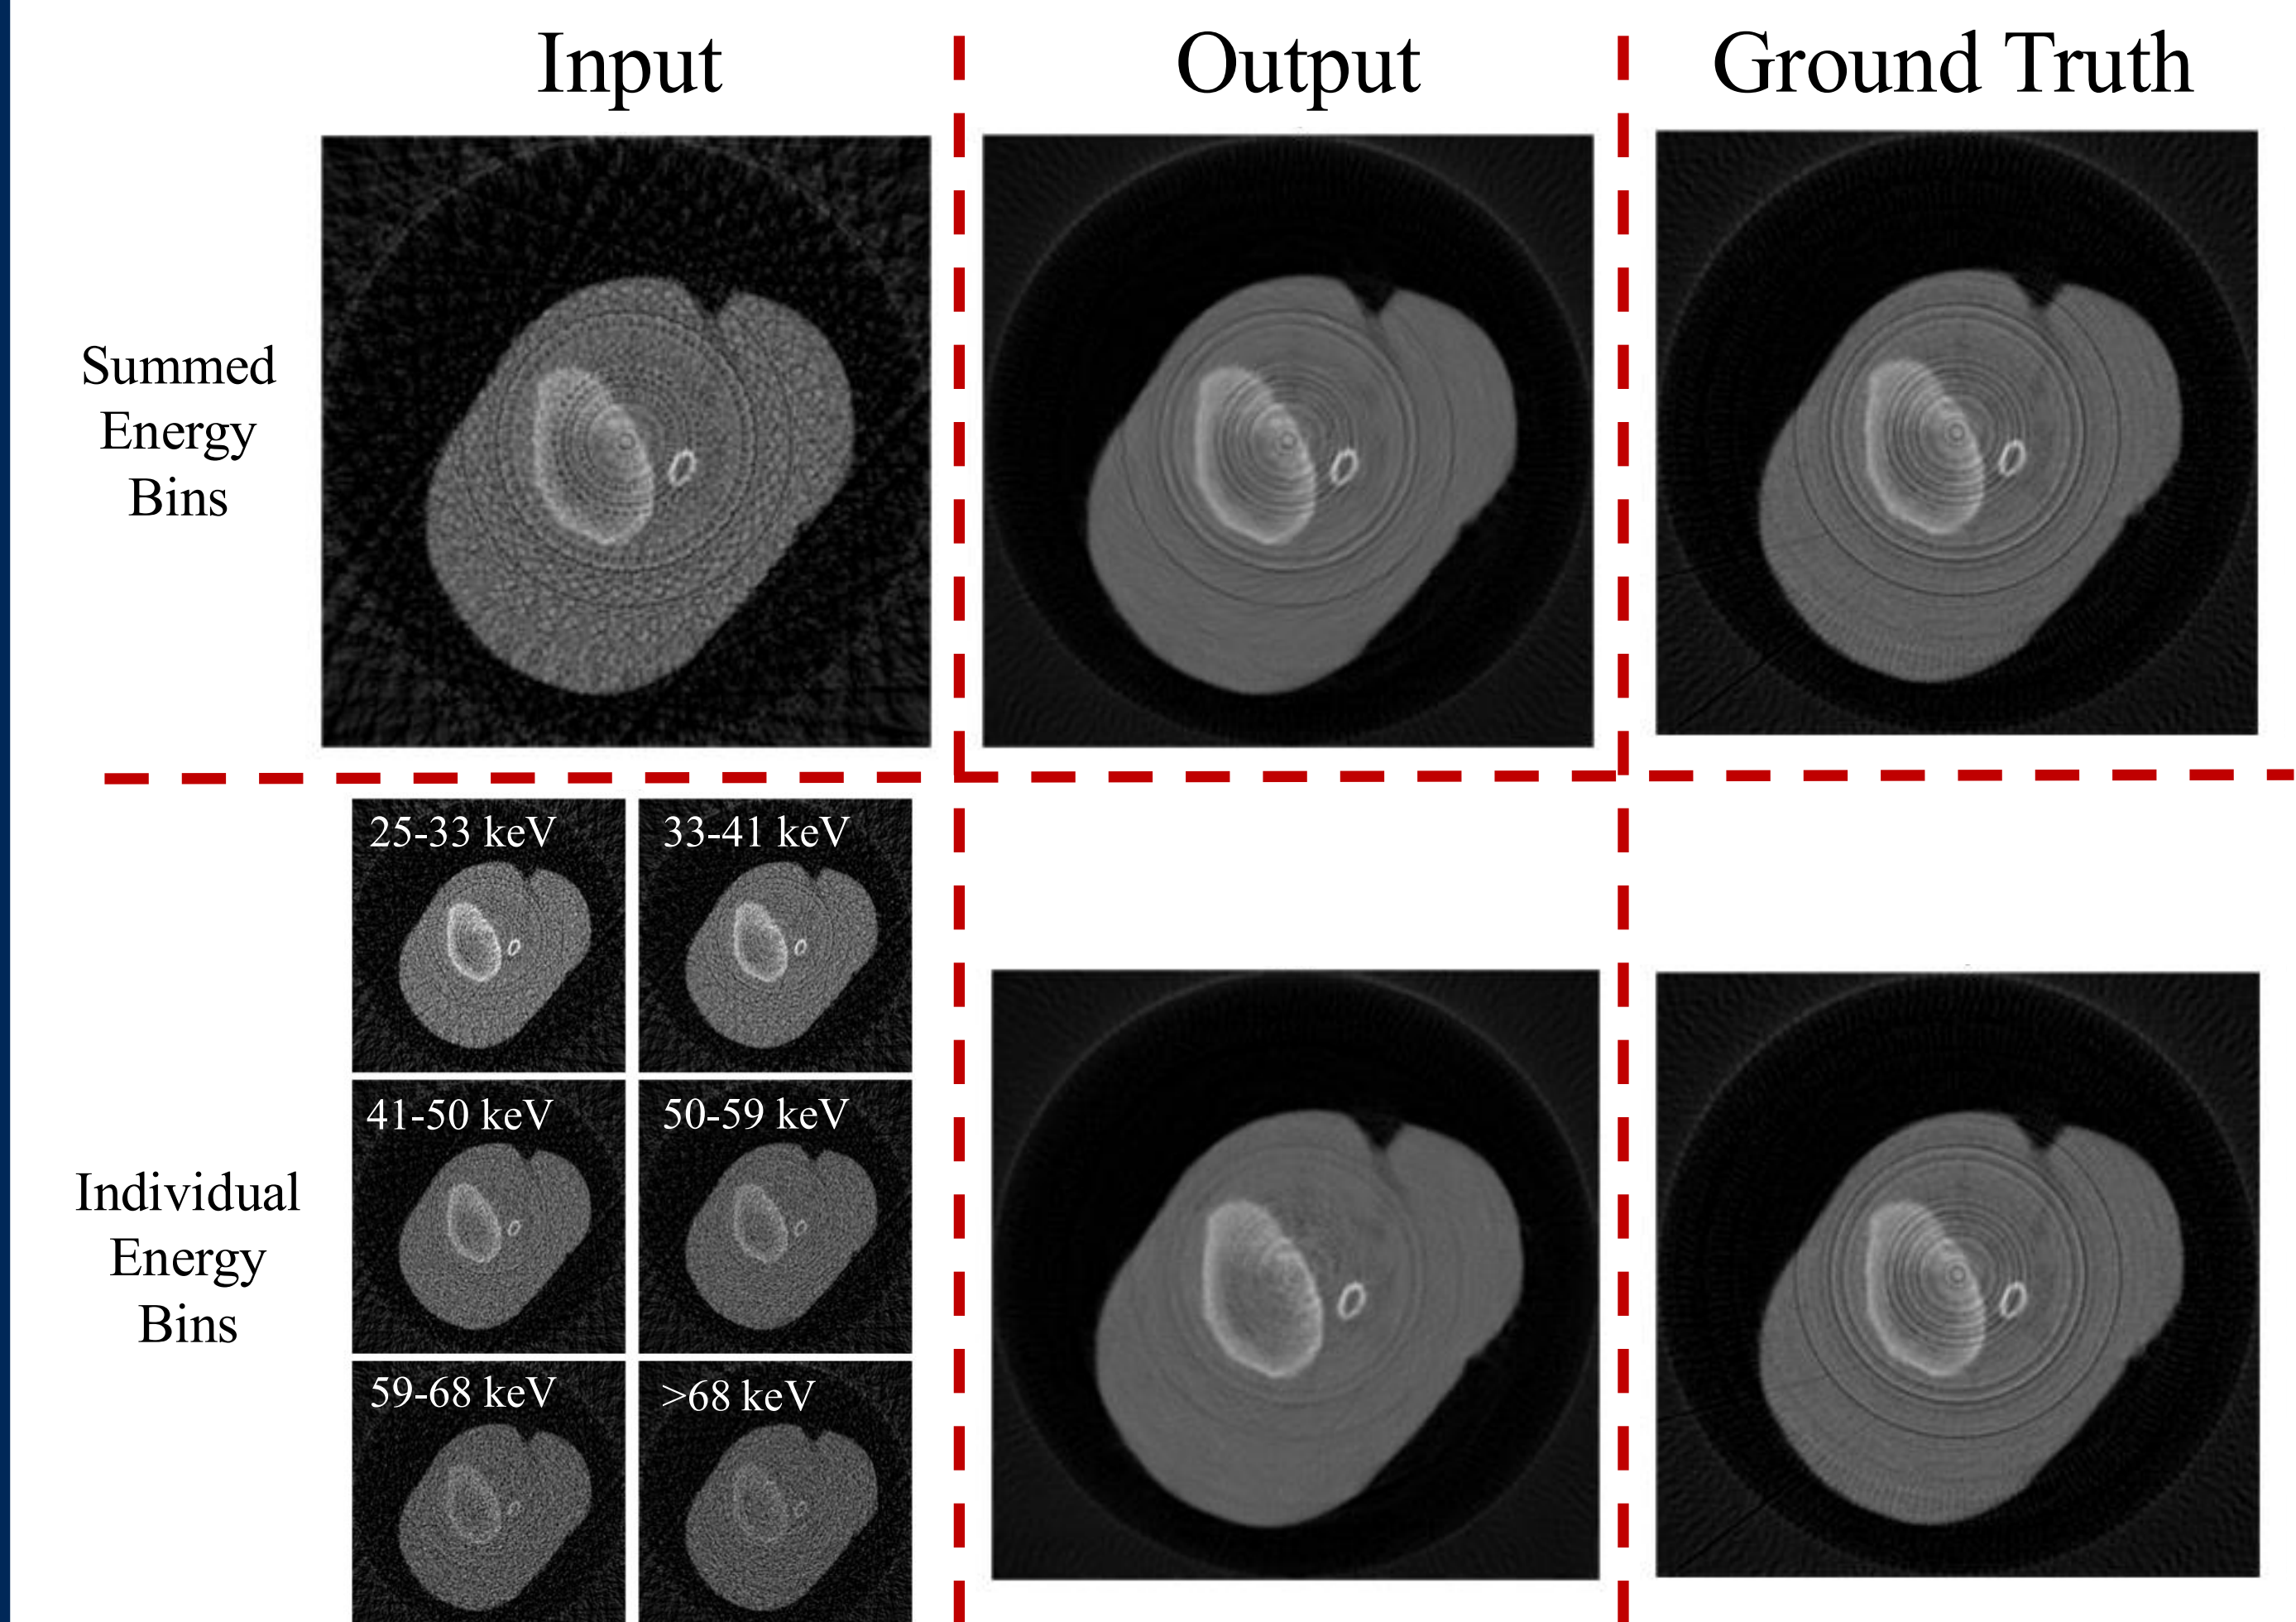 Input
Output
Ground Truth
Summed
Energy
Bins
25-33 keV
33-41 keV
41-50 keV
50-59 keV
59-68 keV
>68 keV
Individual
Energy
Bins